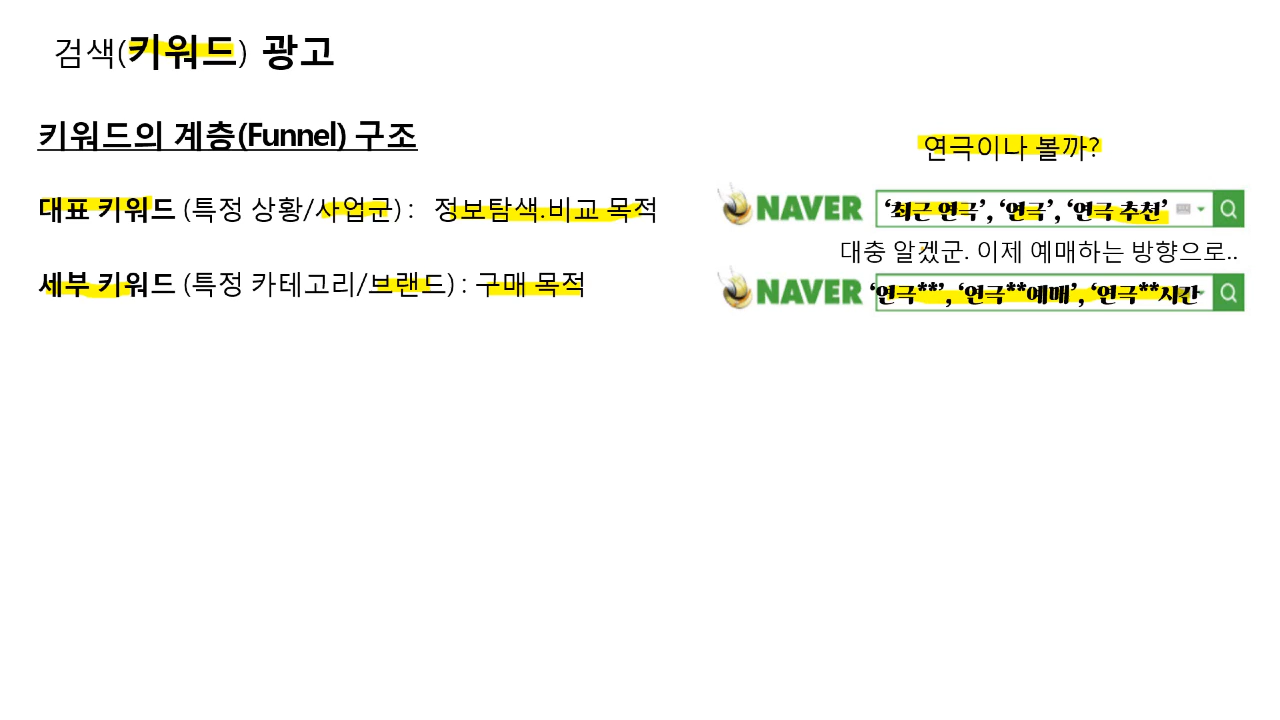 검색(키워드) 광고
키워드의 계층(Funnel) 구조
연극이나 볼까?
대표 키워드 (특정 상황/사업군) : 정보탐색.비교 목적
NAVER ‘최근 연극’, ‘연극’, ‘연극 추천’
대충 알겠군. 이제 예매하는 방향으로..
세부 키워드 (특정 카테고리/브랜드) : 구매 목적
NAVER ‘연극**’, ‘연극**예매’, ‘연극**시간